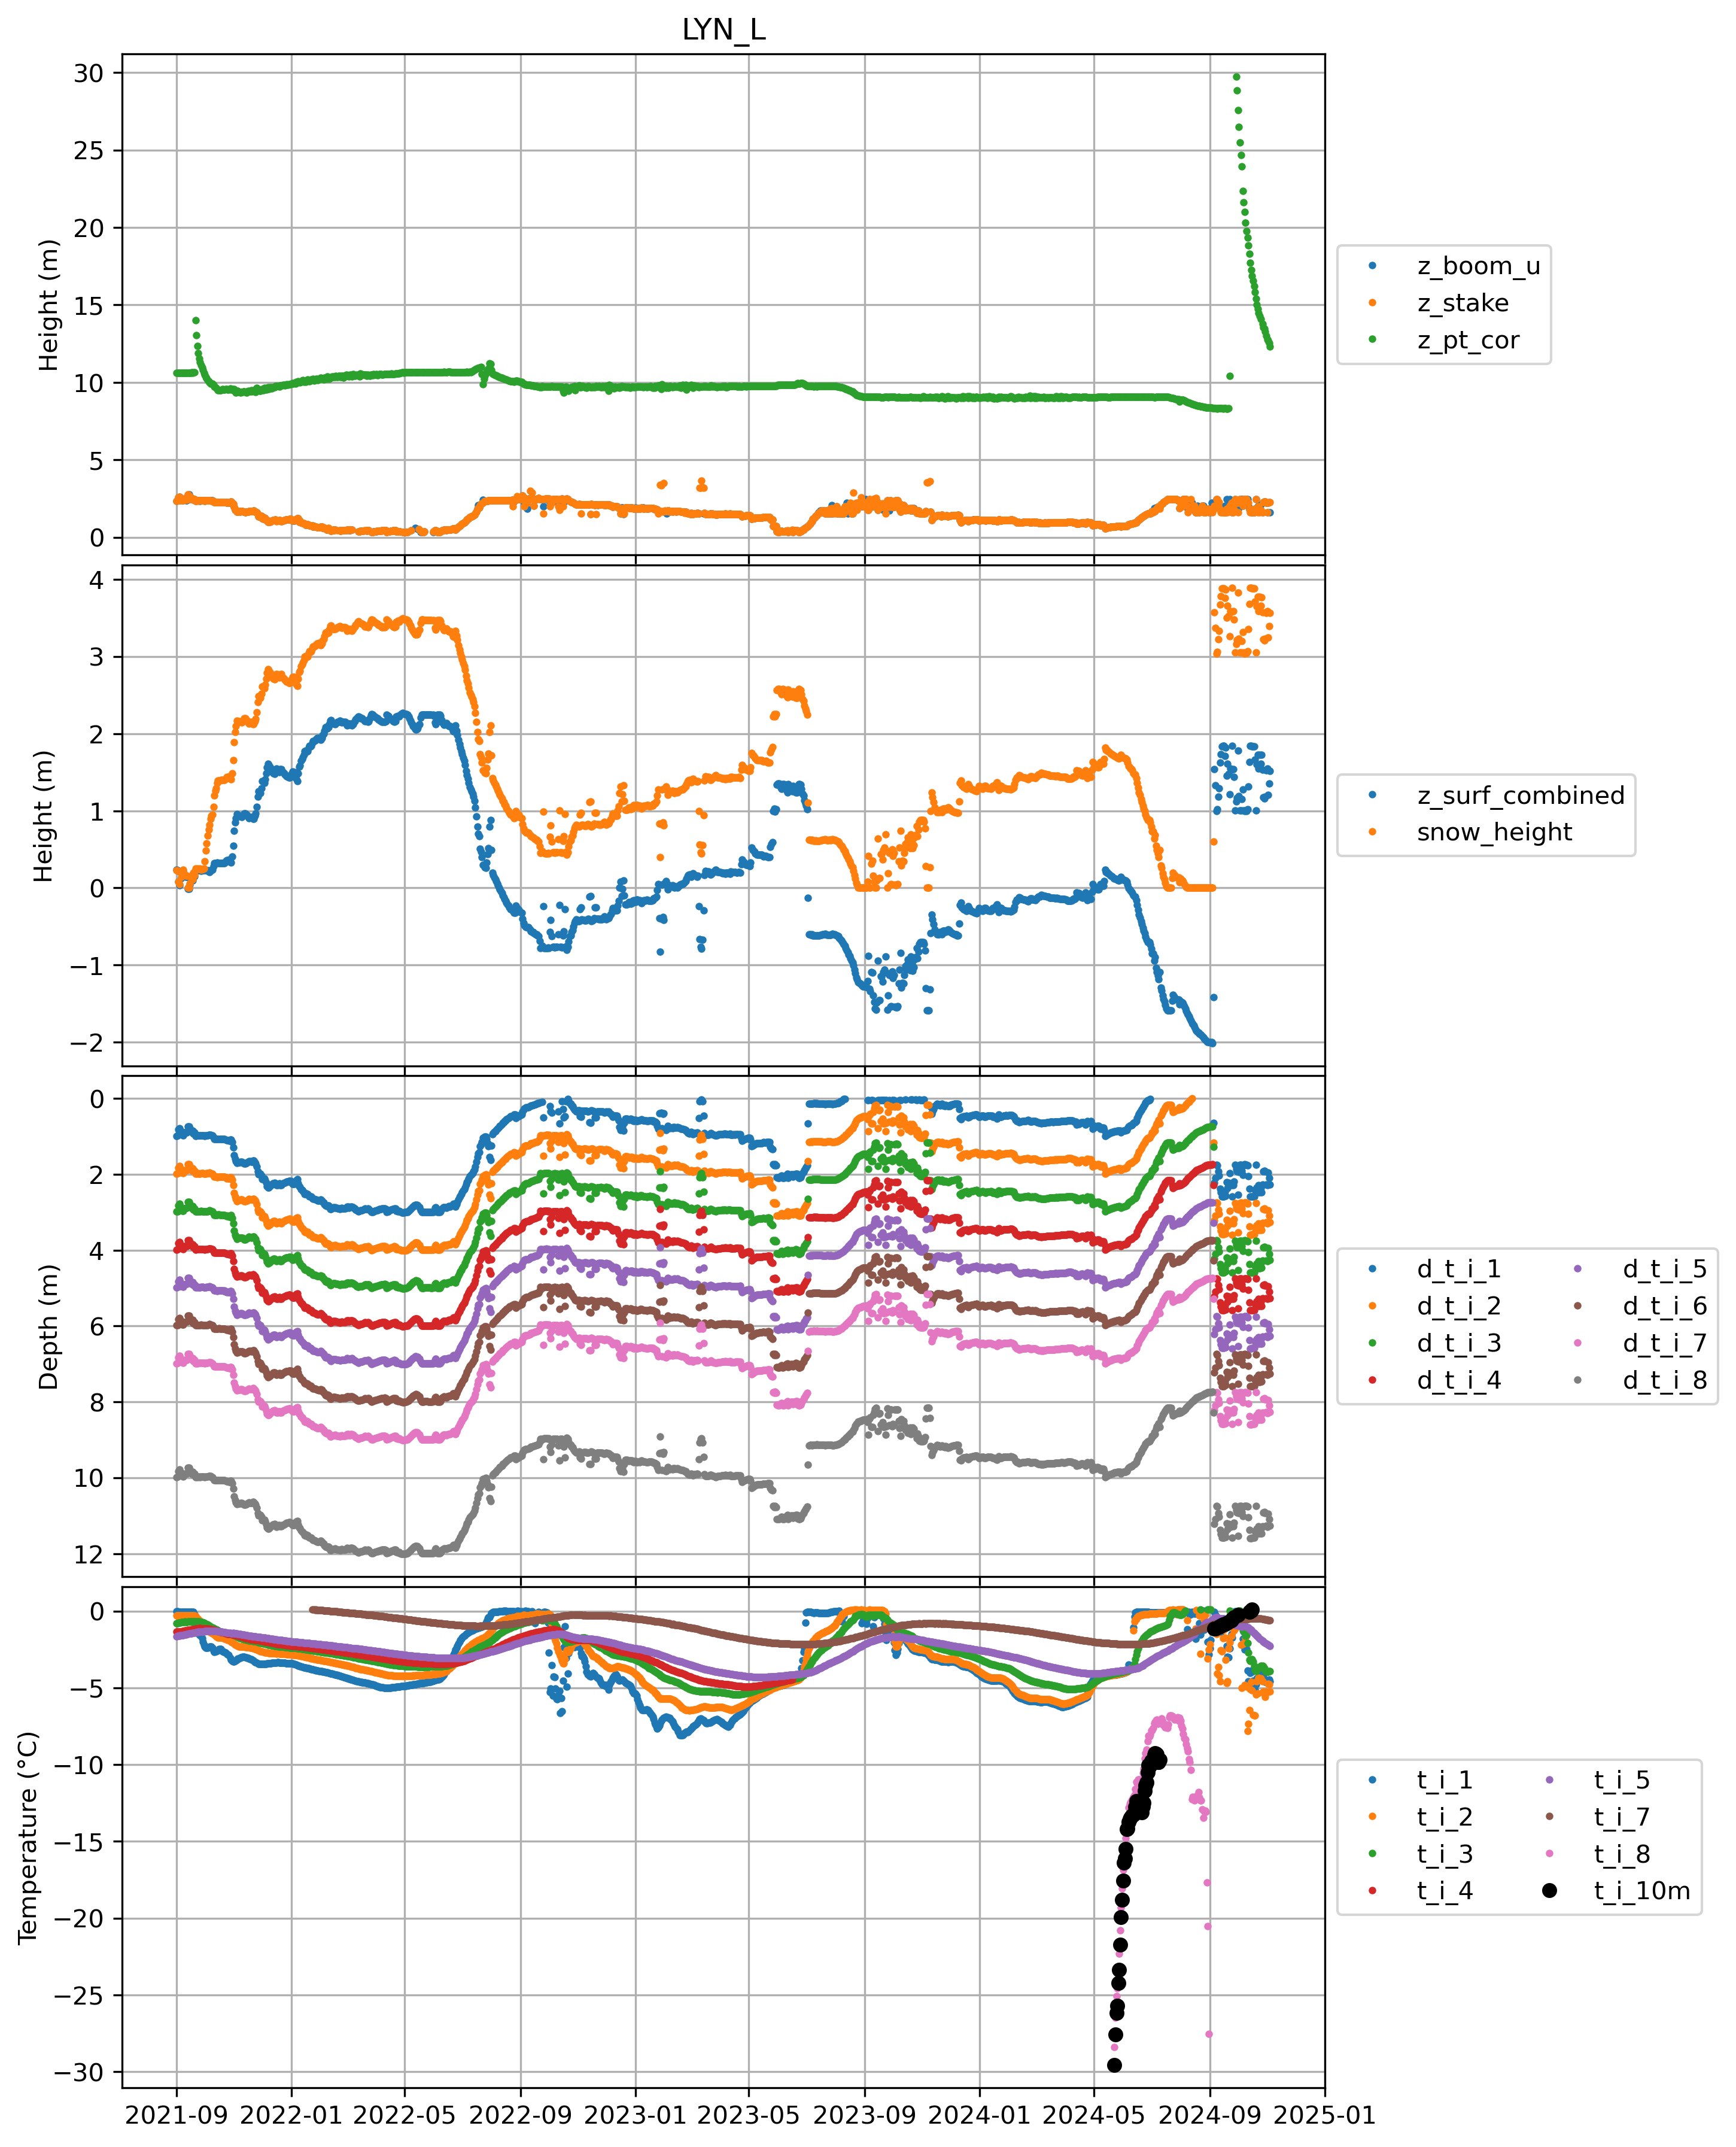 LYN_L
30
25
20
15
10
5
0
Height (m)
z_boom_u
z_stake
z_pt_cor
4
3
2
1
0
−1
−2
Height (m)
z_surf_combined
snow_height
0
2
4
6
8
10
12
Depth (m)
d_t_i_1 d_t_i_5
d_t_i_2 d_t_i_6
d_t_i_3 d_t_i_7
d_t_i_4 d_t_i_8
0
−5
−10
−15
−20
−25
−30
Temperature (°C)
t_i_1 t_i_5
t_i_2 t_i_7
t_i_3 t_i_8
t_i_4 t_i_10m
2021-09 2022-01 2022-05 2022-09 2023-01 2023-05 2023-09 2024-01 2024-05 2024-09 2025-01